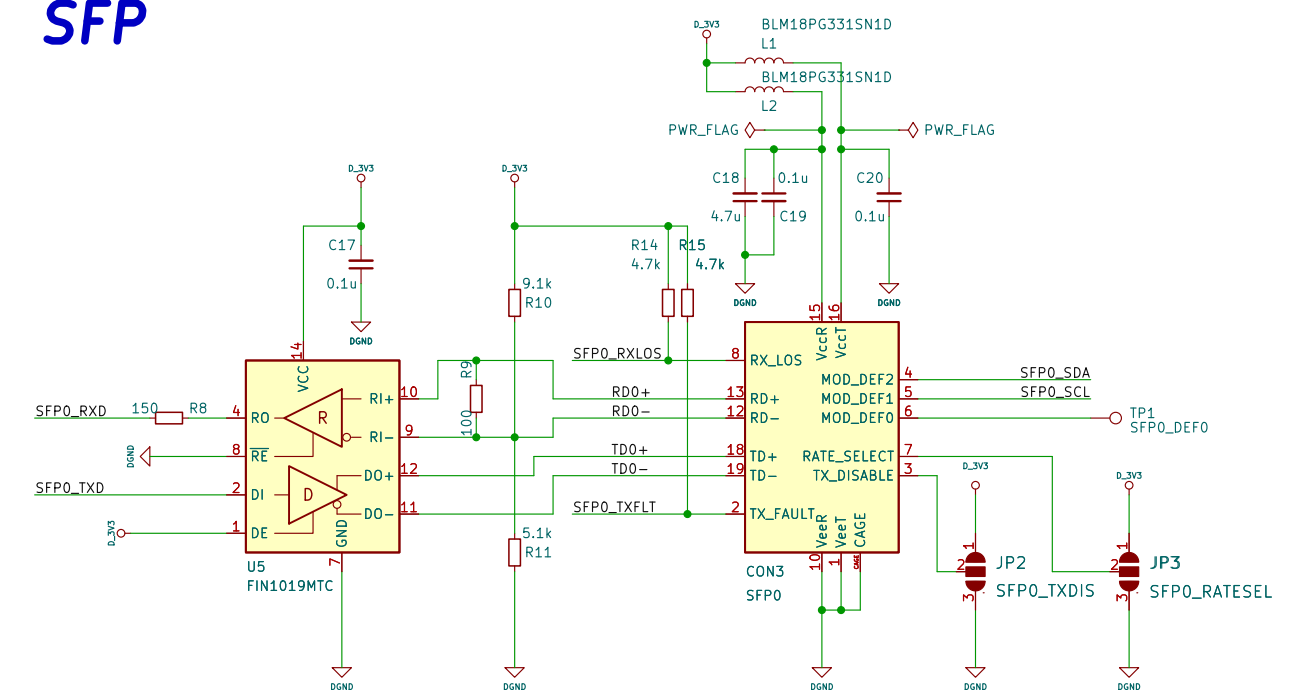 SFP
D_3V3
BLM18PG331SN1D
L1
BLM18PG331SN1D
L2
PWR_FLAG
PWR_FLAG
C18
4.7u
0.1u
C19
C20
0.1u
DGND
DGND
D_3V3
C17
0.1u
DGND
D_3V3
9.1k
R10
R14
4.7k
R15
4.7k
R9
100
5.1k
R11
DGND
SFP0_RXD
150
R8
DGND
SFP0_TXD
D_3V3
14
VCC
4
RO
8
RE
2
DI
1
DE
R
D
RI+
10
RI-
9
DO+
12
DO-
11
GND
7
U5
FIN1019MTC
DGND
SFP0_RXLOS
RD0+
RD0-
TD0+
TD0-
SFP0_TXFLT
15
16
VccR
VccT
8
RX_LOS
13
RD+
12
RD-
18
TD+
19
TD-
2
TX_FAULT
MOD_DEF2
4
MOD_DEF1
5
MOD_DEF0
6
RATE_SELECT
7
TX_DISABLE
3
VeeR
VeeT
CAGE
10
1
CAGE
CON3
SFP0
DGND
SFP0_SDA
SFP0_SCL
TP1
SFP0_DEF0
D_3V3
1
2
3
JP2
SFP0_TXDIS
DGND
D_3V3
1
2
3
JP3
SFP0_RATESEL
DGND